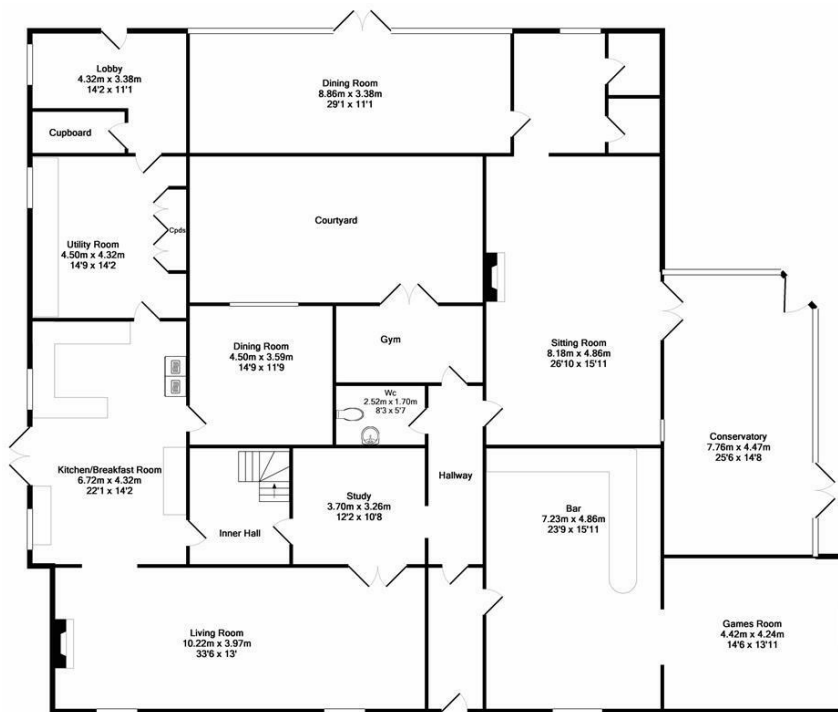 Lobby
4.32m x 3.38m
14'2 x 11'1
Dining Room
8.86m x 3.38m
29'1 x 11'1
Cupboard
Utility Room
4.50m x 4.32m
14'9 x 14'2
Cpds
Courtyard
Dining Room
4.50m x 3.59m
14'9 x 11'9
Gym
Wc
2.52m x 1.70m
8'3 x 5'7
Sitting Room
8.18m x 4.86m
26'10 x 15'11
Conservatory
7.76m x 4.47m
25'6 x 14'8
Kitchen/Breakfast Room
6.72m x 4.32m
22'1 x 14'2
Inner Hall
Study
3.70m x 3.26m
12'2 x 10'8
Hallway
Bar
7.23m x 4.86m
23'9 x 15'11
Living Room
10.22m x 3.97m
33'6 x 13'
Games Room
4.42m x 4.24m
14'6 x 13'11